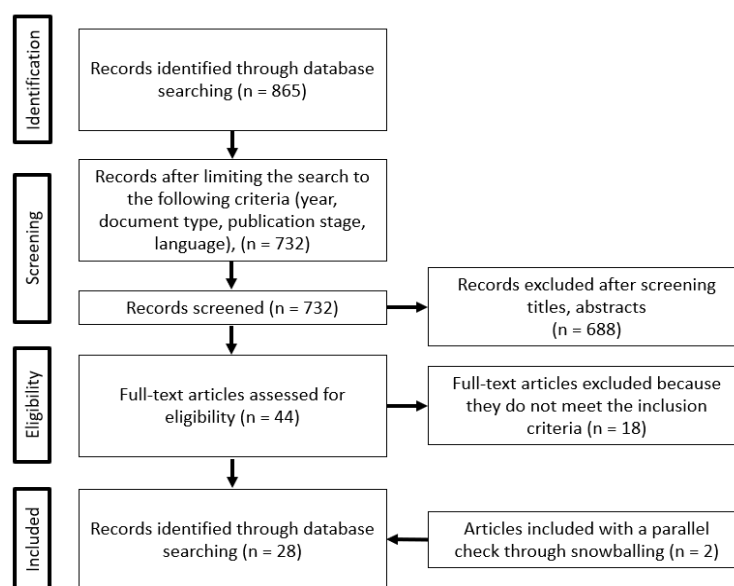 Identification
Records identified through database
searching (n = 865)
Screening
Records after limiting the search to
the following criteria (year,
document type, publication stage,
language), (n = 732)
Records screened (n = 732)
Records excluded after screening
titles, abstracts
(n = 688)
Eligibility
Full-text articles assessed for
eligibility (n = 44)
Full-text articles excluded because
they do not meet the inclusion
criteria (n = 18)
Included
Records identified through database
searching (n = 28)
Articles included with a parallel
check through snowballing (n = 2)